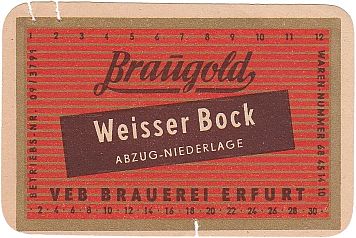 1 2 3 4 5 6 7 8 9 10 11 12
Braugold
Weisser Bock
ABZUG-NIEDERLAGE
VEB BRAUEREI ERFURT
2 · 4 · 6 · 8 · 10 · 12 · 14 · 16 · 18 · 20 · 22 · 24 · 26 · 28 · 30 ·
BETRIEBS-NR. 09/3791
WAREN-NUMMER 68 45 14 10